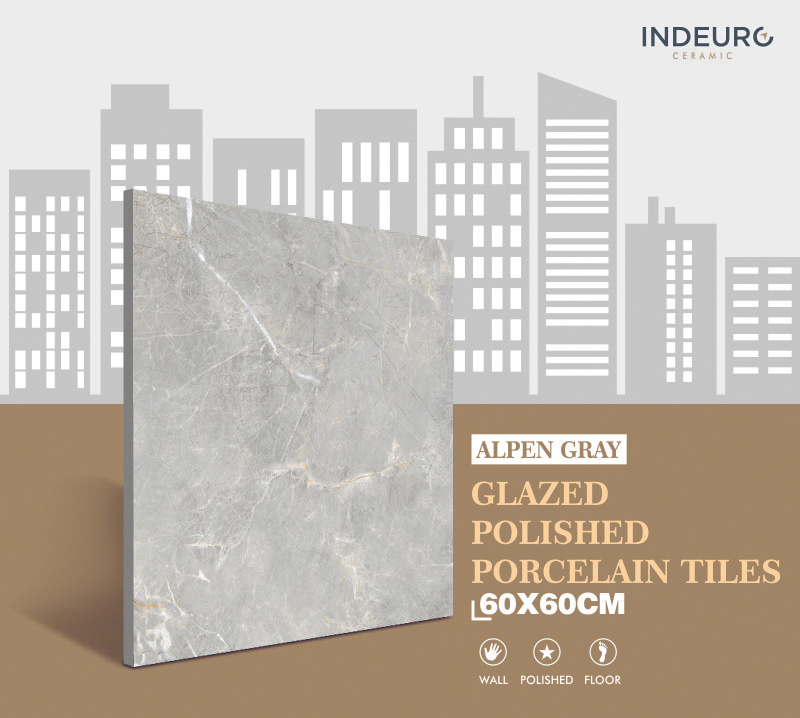 INDEURO
CERAMIC
ALPEN GRAY
GLAZED
POLISHED
PORCELAIN TILES
60X60CM
WALL POLISHED FLOOR